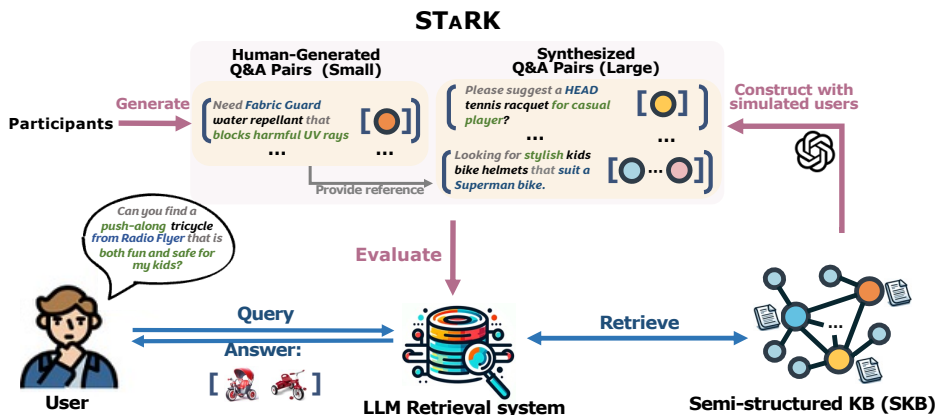 STaRK
Human-Generated
Q&A Pairs (Small)
Synthesized
Q&A Pairs (Large)
Generate
Participants
Need Fabric Guard
water repellant that
blocks harmful UV rays
...
...
Please suggest a HEAD
tennis racquet for casual
player?
...
...
Looking for stylish kids
bike helmets that suit a
Superman bike.
...
Provide reference
Construct with
simulated users
Can you find a
push-along tricycle
from Radio Flyer that is
both fun and safe for
my kids?
Evaluate
Query
Answer:
[ ]
Retrieve
...
User
LLM Retrieval system
Semi-structured KB (SKB)